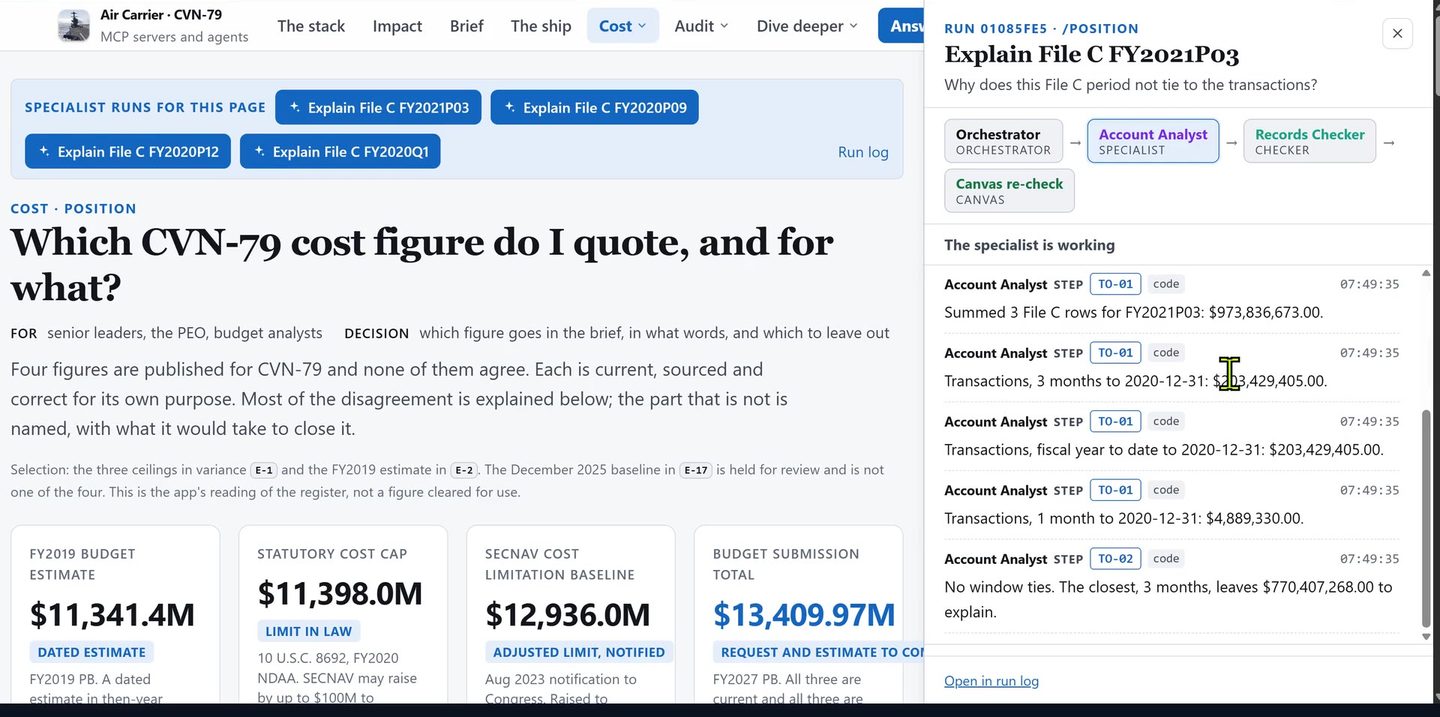 Air Carrier · CVN-79
MCP servers and agents
The stack
Impact
Brief
The ship
Cost
Audit
Dive deeper
Answ
SPECIALIST RUNS FOR THIS PAGE
Explain File C FY2021P03
Explain File C FY2020P09
Explain File C FY2020P12
Explain File C FY2020Q1
Run log
COST · POSITION
Which CVN-79 cost figure do I quote, and for
what?
FOR senior leaders, the PEO, budget analysts DECISION which figure goes in the brief, in what words, and which to leave out
Four figures are published for CVN-79 and none of them agree. Each is current, sourced and
correct for its own purpose. Most of the disagreement is explained below; the part that is not is
named, with what it would take to close it.
Selection: the three ceilings in variance E-1 and the FY2019 estimate in E-2. The December 2025 baseline in E-17 is held for review and is not
one of the four. This is the app's reading of the register, not a figure cleared for use.
FY2019 BUDGET
ESTIMATE
$11,341.4M
DATED ESTIMATE
FY2019 PB. A dated
estimate in then-year
STATUTORY COST CAP
$11,398.0M
LIMIT IN LAW
10 U.S.C. 8692, FY2020
NDAA. SECNAV may raise
by up to $100M to
SECNAV COST
LIMITATION BASELINE
$12,936.0M
ADJUSTED LIMIT, NOTIFIED
Aug 2023 notification to
Congress. Raised to
BUDGET SUBMISSION
TOTAL
$13,409.97M
REQUEST AND ESTIMATE TO CON
FY2027 PB. All three are
current and all three are
RUN 01085FE5 · /POSITION
Explain File C FY2021P03
Why does this File C period not tie to the transactions?
Orchestrator
ORCHESTRATOR
→
Account Analyst
SPECIALIST
→
Records Checker
CHECKER
→
Canvas re-check
CANVAS
The specialist is working
Account Analyst STEP TO-01 code 07:49:35
Summed 3 File C rows for FY2021P03: $973,836,673.00.
Account Analyst STEP TO-01 code 07:49:35
Transactions, 3 months to 2020-12-31: $203,429,405.00.
Account Analyst STEP TO-01 code 07:49:35
Transactions, fiscal year to date to 2020-12-31: $203,429,405.00.
Account Analyst STEP TO-01 code 07:49:35
Transactions, 1 month to 2020-12-31: $4,889,330.00.
Account Analyst STEP TO-02 code 07:49:35
No window ties. The closest, 3 months, leaves $770,407,268.00 to
explain.
Open in run log